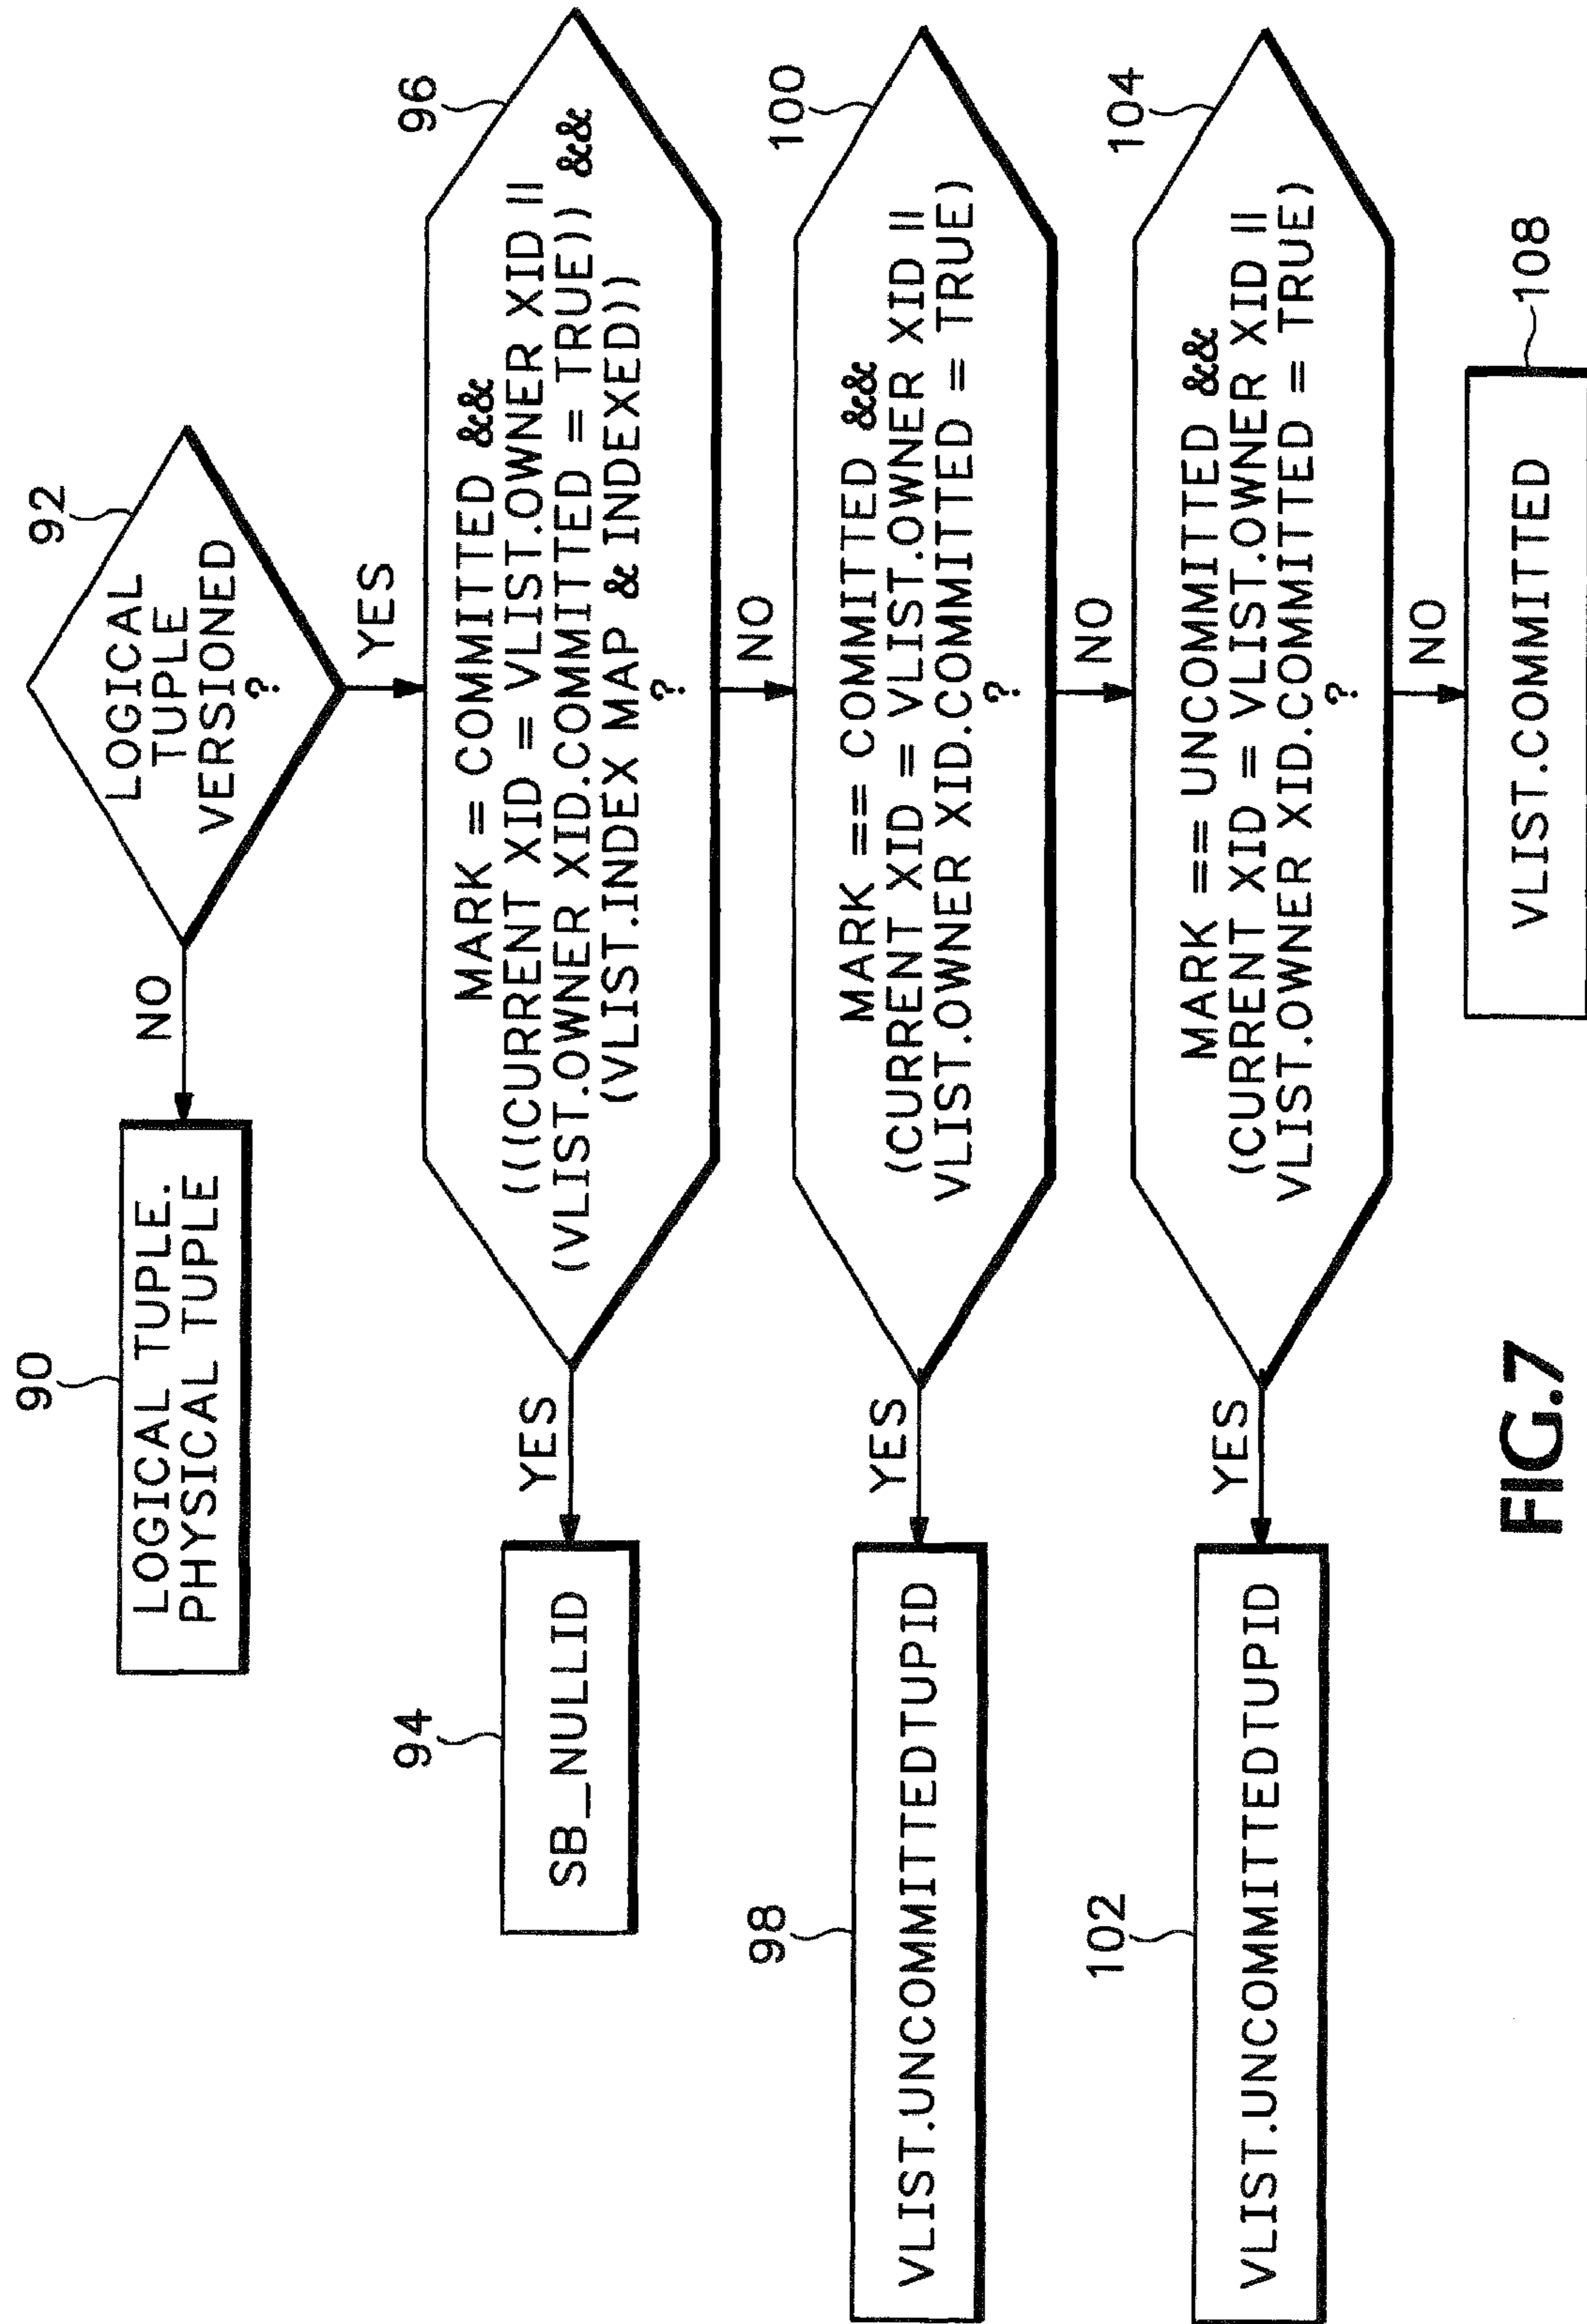 90
LOGICAL TUPLE.
PHYSICAL TUPLE
NO
92
LOGICAL
TUPLE
VERSIONED
?
YES
94
SB_NULLID
YES
96
MARK = COMMITTED &&
(((CURRENT XID = VLIST.OWNER XID ||
(VLIST.OWNER XID.COMMITTED = TRUE)) &&
(VLIST.INDEX MAP & INDEXED))
?
NO
98
VLIST.UNCOMMITTEDTUPID
YES
100
MARK == COMMITTED &&
(CURRENT XID = VLIST.OWNER XID ||
VLIST.OWNER XID.COMMITTED = TRUE)
?
NO
102
VLIST.UNCOMMITTEDTUPID
YES
104
MARK == UNCOMMITTED &&
(CURRENT XID = VLIST.OWNER XID ||
VLIST.OWNER XID.COMMITTED = TRUE)
?
NO
108
VLIST.COMMITTED
FIG.7